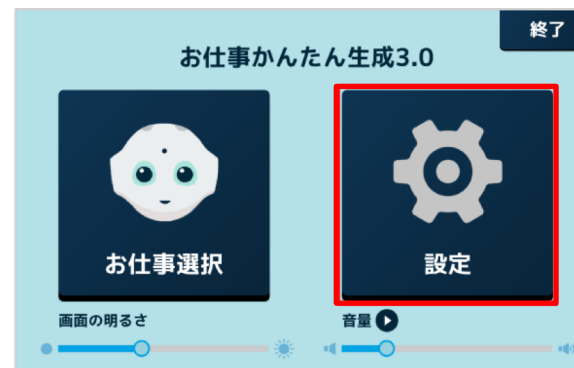 終了
お仕事かんたん生成3.0
お仕事選択
設定
画面の明るさ
音量